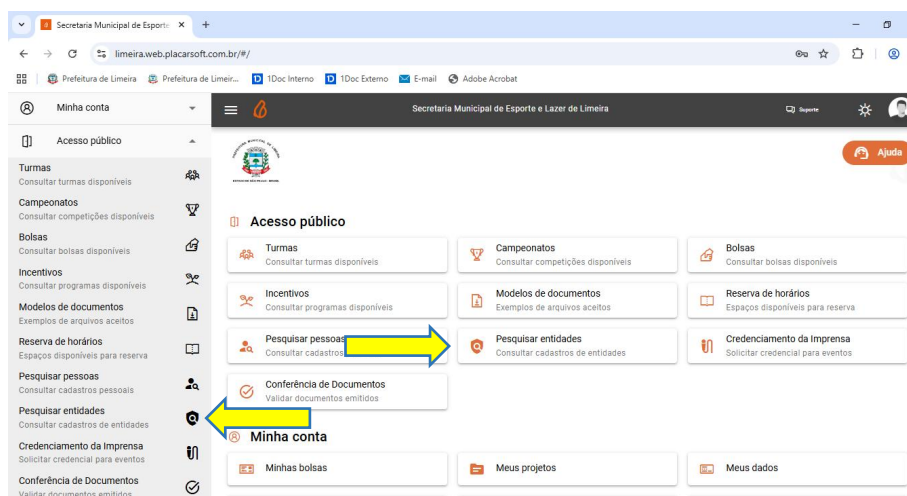 Secretaria Municipal de Esporte
limeira.web.placarsoft.com.br/#/
Prefeitura de Limeira
Prefeitura de Limeir...
1Doc Interno
1Doc Externo
E-mail
Adobe Acrobat
Minha conta
Secretaria Municipal de Esporte e Lazer de Limeira
Suporte
Acesso público
Ajuda
Turmas
Consultar turmas disponíveis
Campeonatos
Consultar competições disponíveis
Bolsas
Consultar bolsas disponíveis
Incentivos
Consultar programas disponíveis
Modelos de documentos
Exemplos de arquivos aceitos
Reserva de horários
Espaços disponíveis para reserva
Pesquisar pessoas
Consultar cadastros pessoais
Pesquisar entidades
Consultar cadastros de entidades
Credenciamento da Imprensa
Solicitar credencial para eventos
Conferência de Documentos
Validar documentos emitidos
Acesso público
Turmas
Consultar turmas disponíveis
Campeonatos
Consultar competições disponíveis
Bolsas
Consultar bolsas disponíveis
Incentivos
Consultar programas disponíveis
Modelos de documentos
Exemplos de arquivos aceitos
Reserva de horários
Espaços disponíveis para reserva
Pesquisar pessoas
Consultar cadastros
Pesquisar entidades
Consultar cadastros de entidades
Credenciamento da Imprensa
Solicitar credencial para eventos
Conferência de Documentos
Validar documentos emitidos
Minha conta
Minhas bolsas
Meus projetos
Meus dados